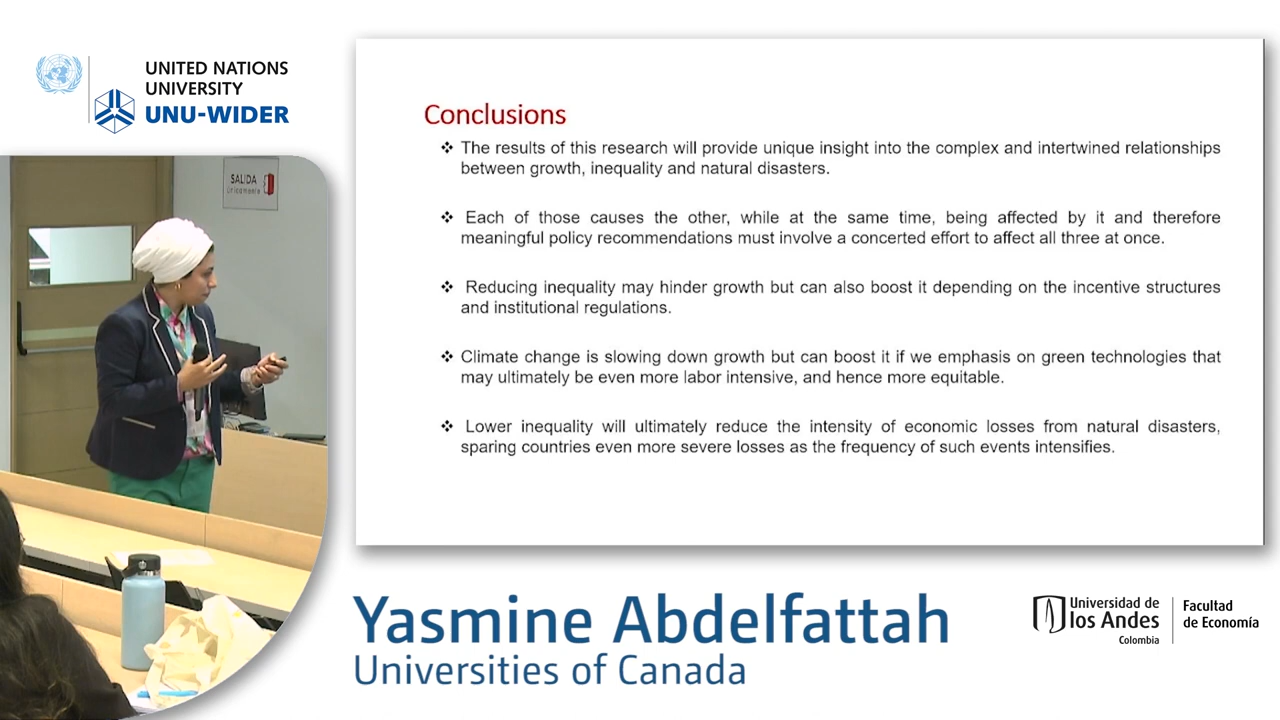 UNITED NATIONS
UNIVERSITY
UNU-WIDER
SALIDA
Conclusions
❖ The results of this research will provide unique insight into the complex and intertwined relationships
between growth, inequality and natural disasters.
❖ Each of those causes the other, while at the same time, being affected by it and therefore
meaningful policy recommendations must involve a concerted effort to affect all three at once.
❖ Reducing inequality may hinder growth but can also boost it depending on the incentive structures
and institutional regulations.
❖ Climate change is slowing down growth but can boost it if we emphasis on green technologies that
may ultimately be even more labor intensive, and hence more equitable.
❖ Lower inequality will ultimately reduce the intensity of economic losses from natural disasters,
sparing countries even more severe losses as the frequency of such events intensifies.
Yasmine Abdelfattah
Universities of Canada
Universidad de
los Andes
Colombia
Facultad
de Economía